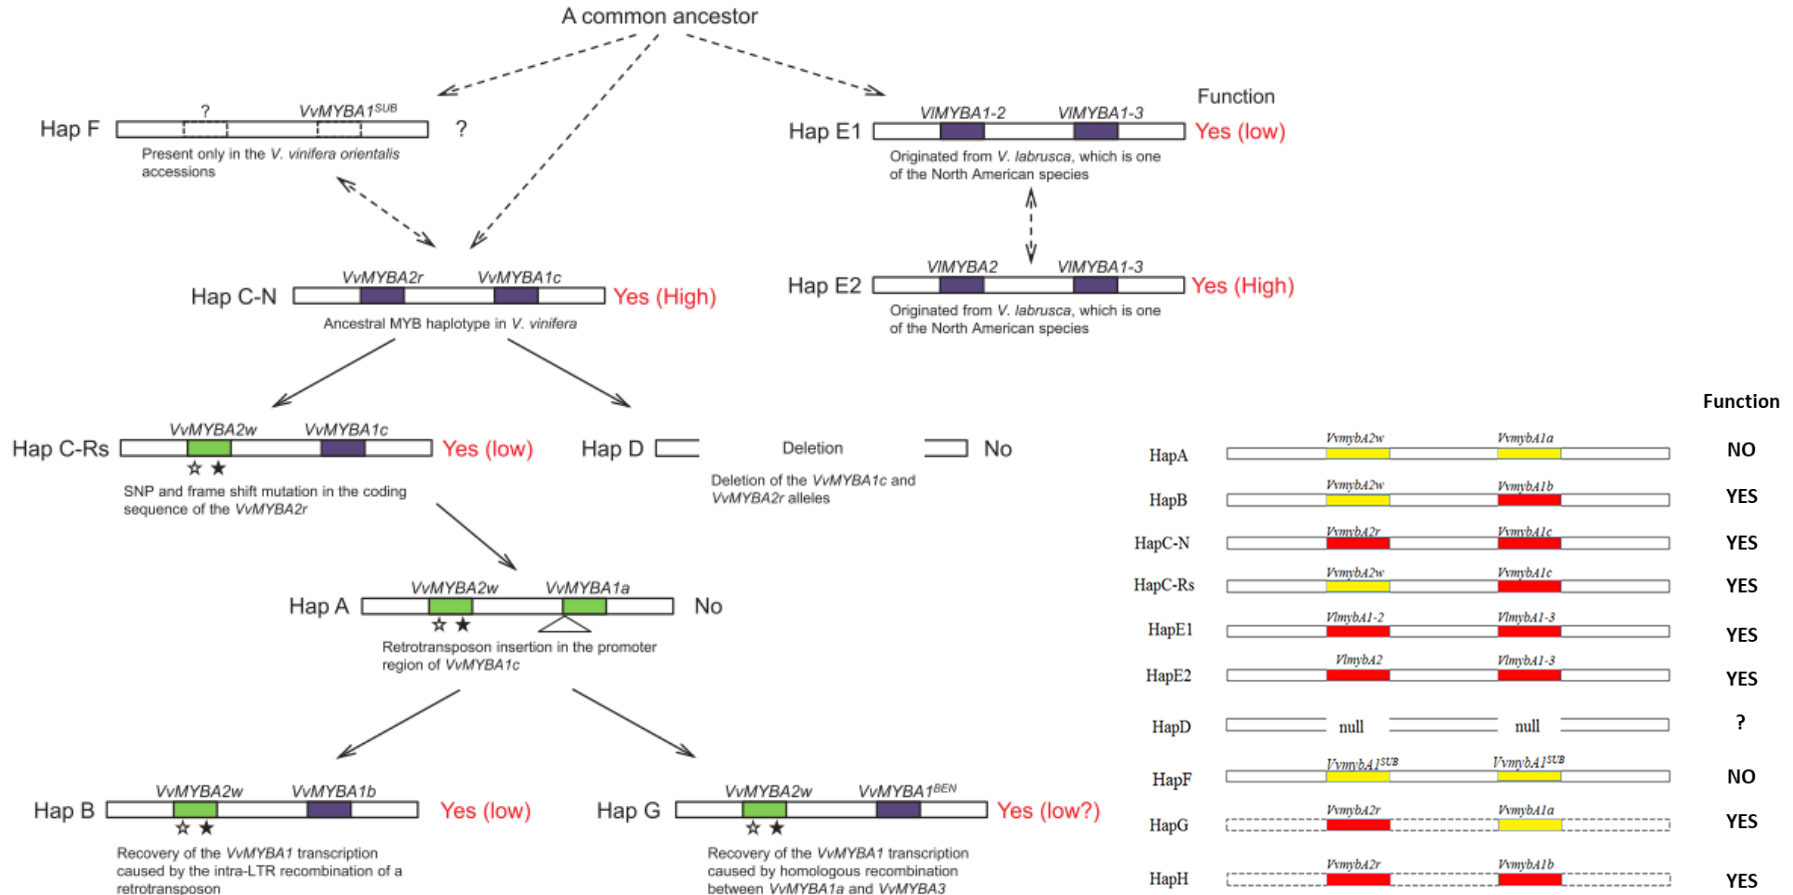 A common ancestor
Function
? VvMYBA1SUB
Hap F ?
Present only in the V. vinifera orientalis
accessions
VlMYBA1-2 VlMYBA1-3
Hap E1 Yes (low)
Originated from V. labrusca, which is one
of the North American species
VvMYBA2r VvMYBA1c
Hap C-N Yes (High)
Ancestral MYB haplotype in V. vinifera
VlMYBA2 VlMYBA1-3
Hap E2 Yes (High)
Originated from V. labrusca, which is one
of the North American species
VvMYBA2w VvMYBA1c
Hap C-Rs Yes (low)
SNP and frame shift mutation in the coding
sequence of the VvMYBA2r
Hap D Deletion No
Deletion of the VvMYBA1c and
VvMYBA2r alleles
VvMYBA2w VvMYBA1a
Hap A No
Retrotransposon insertion in the promoter
region of VvMYBA1c
VvMYBA2w VvMYBA1b
Hap B Yes (low)
Recovery of the VvMYBA1 transcription
caused by the intra-LTR recombination of a
retrotransposon
VvMYBA2w VvMYBA1BEN
Hap G Yes (low?)
Recovery of the VvMYBA1 transcription
caused by homologous recombination
between VvMYBA1a and VvMYBA3
Function
VvmybA2w VvmybA1a
HapA NO
VvmybA2w VvmybA1b
HapB YES
VvmybA2r VvmybA1c
HapC-N YES
VvmybA2w VvmybA1c
HapC-Rs YES
VlmybA1-2 VlmybA1-3
HapE1 YES
VlmybA2 VlmybA1-3
HapE2 YES
HapD null null ?
VvmybA1SUB VvmybA1SUB
HapF NO
VvmybA2r VvmybA1a
HapG YES
VvmybA2r VvmybA1b
HapH YES